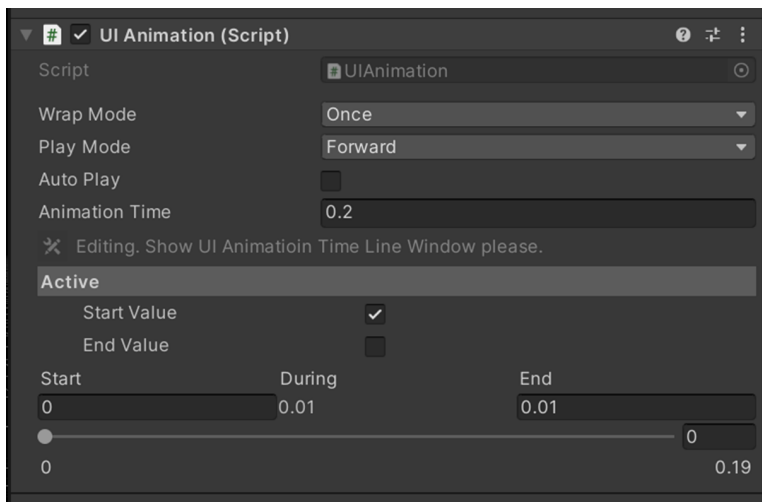 UI Animation (Script)
Script UIAnimation
Wrap Mode Once
Play Mode Forward
Auto Play
Animation Time 0.2
Editing. Show UI Animatioin Time Line Window please.
Active
Start Value
End Value
Start During End
0 0.01 0.01
0
0 0.19